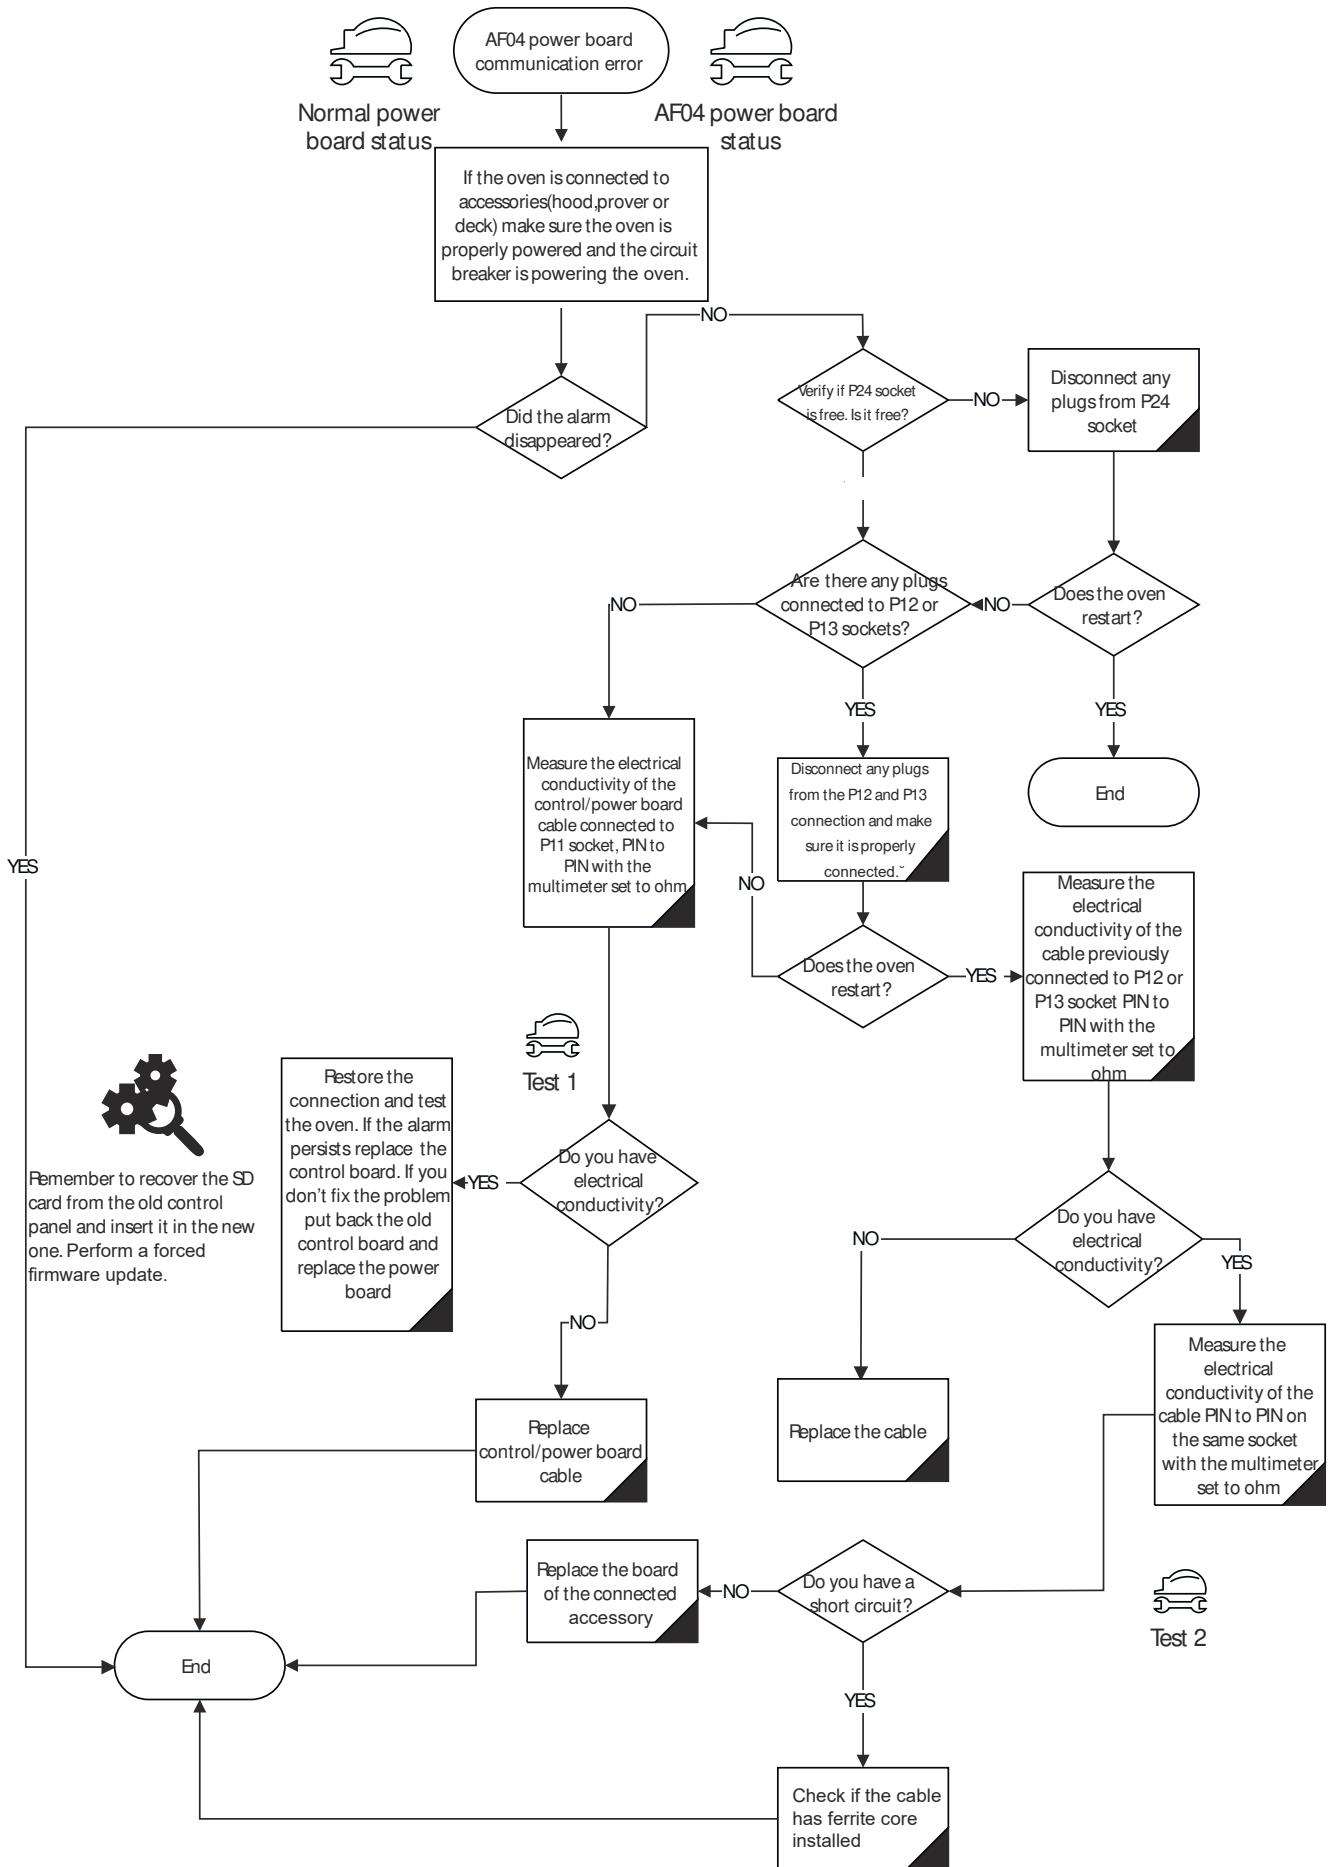 AF04 power board
communication error
Normal power
board status
AF04 power board
status
If the oven is connected to
accessories(hood,prover or
deck) make sure the oven is
properly powered and the circuit
breaker is powering the oven.
NO
Did the alarm
disappeared?
Verify if P24 socket
is free. Is it free?
NO
Disconnect any
plugs from P24
socket
Are there any plugs
connected to P12 or
P13 sockets?
NO
NO
Does the oven
restart?
YES
YES
End
Measure the electrical
conductivity of the
control/power board
cable connected to
P11 socket, PIN to
PIN with the
multimeter set to ohm
Disconnect any plugs
from the P12 and P13
connection and make
sure it is properly
connected.
YES
NO
Does the oven
restart?
YES
Measure the
electrical
conductivity of the
cable previously
connected to P12 or
P13 socket PIN to
PIN with the
multimeter set to
ohm
Test 1
Remember to recover the SD
card from the old control
panel and insert it in the new
one. Perform a forced
firmware update.
Restore the
connection and test
the oven. If the alarm
persists replace the
control board. If you
don't fix the problem
put back the old
control board and
replace the power
board
YES
Do you have
electrical
conductivity?
NO
Do you have
electrical
conductivity?
NO
YES
Replace
control/power board
cable
Replace the cable
Measure the
electrical
conductivity of the
cable PIN to PIN on
the same socket
with the multimeter
set to ohm
Replace the board
of the connected
accessory
NO
Do you have a
short circuit?
Test 2
End
YES
Check if the cable
has ferrite core
installed